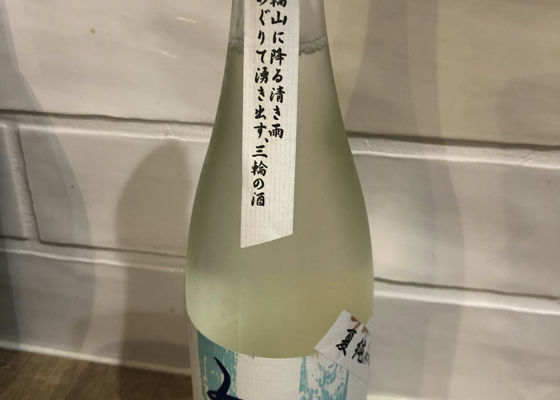 輪山に降る清き雨
めぐりて湧き出す、三輪の酒
夏純
み